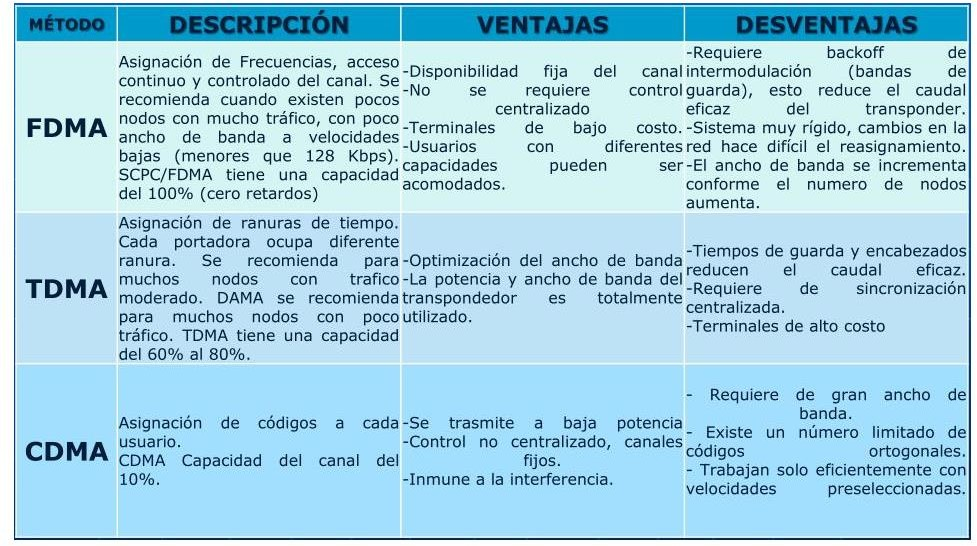 MÉTODO DESCRIPCIÓN VENTAJAS DESVENTAJAS
FDMA
Asignación de Frecuencias, acceso
continuo y controlado del canal. Se
recomienda cuando existen pocos
nodos con mucho tráfico, con poco
ancho de banda a velocidades
bajas (menores que 128 Kbps).
SCPC/FDMA tiene una capacidad
del 100% (cero retardos)
-Disponibilidad fija del canal
-No se requiere control
centralizado
-Terminales de bajo costo.
-Usuarios con diferentes
capacidades pueden ser
acomodados.
-Requiere backoff de
intermodulación (bandas de
guarda), esto reduce el caudal
eficaz del transponder.
-Sistema muy rígido, cambios en la
red hace difícil el reasignamiento.
-El ancho de banda se incrementa
conforme el numero de nodos
aumenta.
TDMA
Asignación de ranuras de tiempo.
Cada portadora ocupa diferente
ranura. Se recomienda para
muchos nodos con trafico
moderado. DAMA se recomienda
para muchos nodos con poco
tráfico. TDMA tiene una capacidad
del 60% al 80%.
-Optimización del ancho de banda
-La potencia y ancho de banda del
transpondedor es totalmente
utilizado.
-Tiempos de guarda y encabezados
reducen el caudal eficaz.
-Requiere de sincronización
centralizada.
-Terminales de alto costo
CDMA
Asignación de códigos a cada
usuario.
CDMA Capacidad del canal del
10%.
-Se trasmite a baja potencia
-Control no centralizado, canales
fijos.
-Inmune a la interferencia.
- Requiere de gran ancho de
banda.
- Existe un número limitado de
códigos ortogonales.
- Trabajan solo eficientemente con
velocidades preseleccionadas.